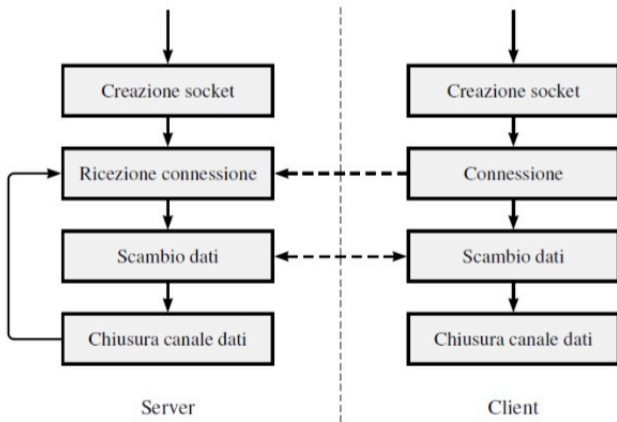 Creazione socket
Creazione socket
Ricezione connessione
Connessione
Scambio dati
Scambio dati
Chiusura canale dati
Chiusura canale dati
Server
Client